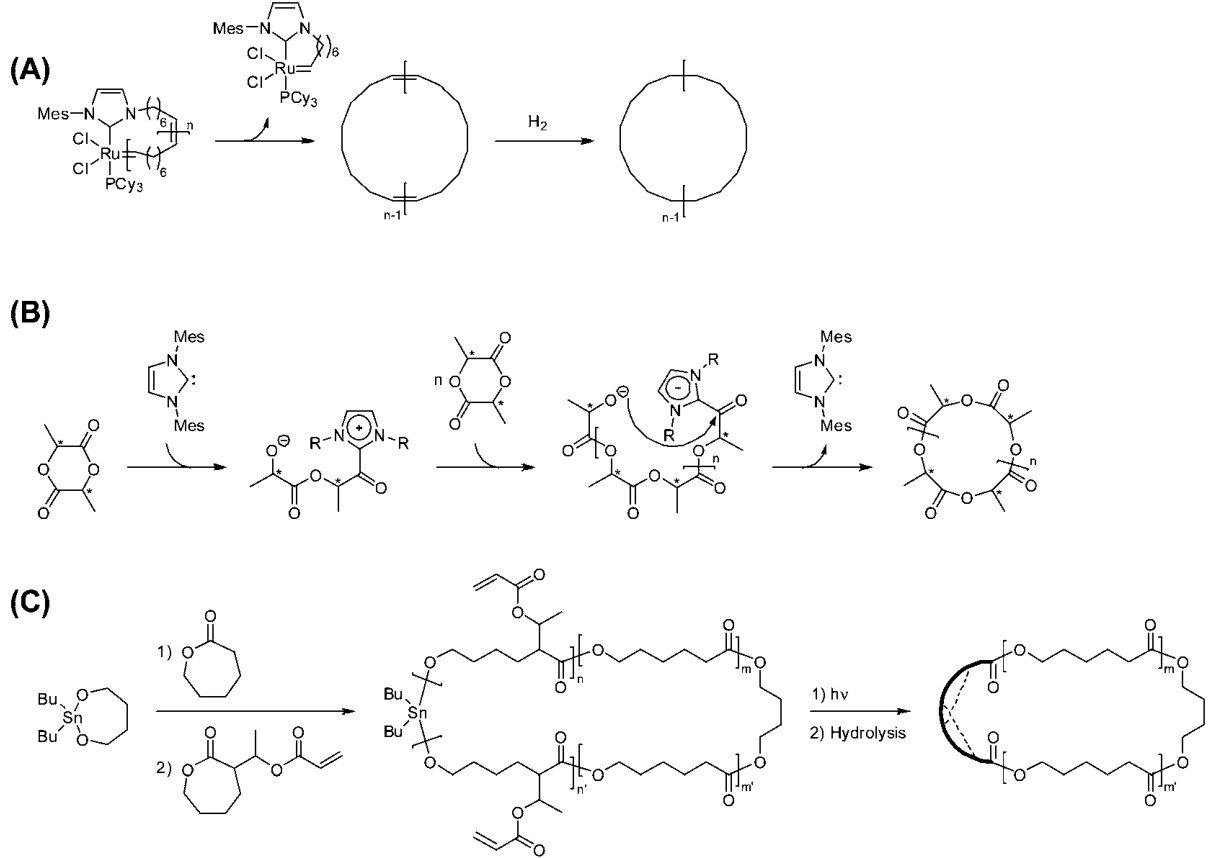 (A)
Mes
N
N
( )6
Cl
Ru
Cl
PCy3
Mes
N
N
( )6
Cl
Ru
Cl
( )6
n
PCy3
H2
n-1
n-1
(B)
Mes
N
N
Mes
O
O
O
O
*
*
O⊖
R
N
N
R
+
O
O
O
*
*
n
O
O
O
O
*
*
O⊖
R
N
N
R
−
O
O
O
O
O
O
O
n
*
*
*
*
Mes
N
N
Mes
O
O
O
O
O
O
O
O
n
*
*
*
*
(C)
Bu
Bu
Sn
O
O
1)
O
O
2)
O
O
O
O
Bu
Bu
Sn
O
O
O
O
O
n
O
O
m
O
O
O
O
O
n'
O
O
m'
O
1) hν
2) Hydrolysis
O
O
O
m
O
O
O
O
m'
O